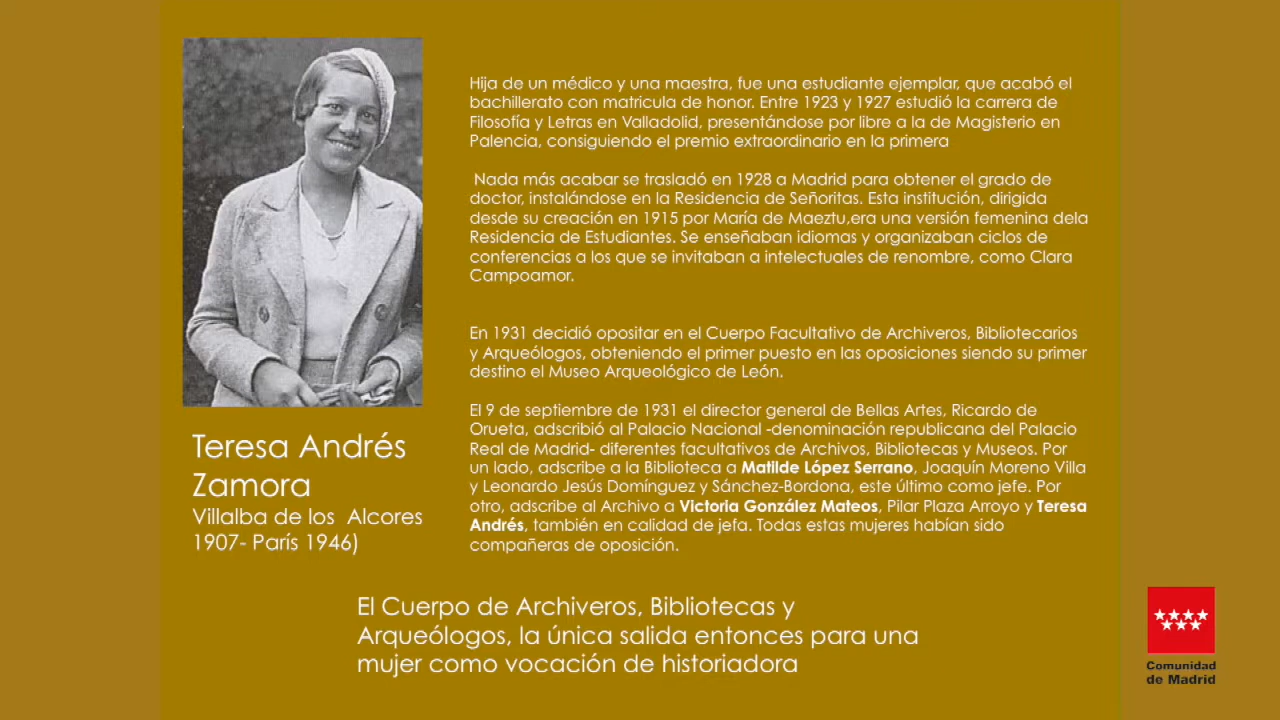 Hija de un médico y una maestra, fue una estudiante ejemplar, que acabó el
bachillerato con matricula de honor. Entre 1923 y 1927 estudió la carrera de
Filosofía y Letras en Valladolid, presentándose por libre a la de Magisterio en
Palencia, consiguiendo el premio extraordinario en la primera
Nada más acabar se trasladó en 1928 a Madrid para obtener el grado de
doctor, instalándose en la Residencia de Señoritas. Esta institución, dirigida
desde su creación en 1915 por María de Maeztu,era una versión femenina dela
Residencia de Estudiantes. Se enseñaban idiomas y organizaban ciclos de
conferencias a los que se invitaban a intelectuales de renombre, como Clara
Campoamor.
En 1931 decidió opositar en el Cuerpo Facultativo de Archiveros, Bibliotecarios
y Arqueólogos, obteniendo el primer puesto en las oposiciones siendo su primer
destino el Museo Arqueológico de León.
El 9 de septiembre de 1931 el director general de Bellas Artes, Ricardo de
Orueta, adscribió al Palacio Nacional -denominación republicana del Palacio
Real de Madrid- diferentes facultativos de Archivos, Bibliotecas y Museos. Por
un lado, adscribe a la Biblioteca a Matilde López Serrano, Joaquín Moreno Villa
y Leonardo Jesús Domínguez y Sánchez-Bordona, este último como jefe. Por
otro, adscribe al Archivo a Victoria González Mateos, Pilar Plaza Arroyo y Teresa
Andrés, también en calidad de jefa. Todas estas mujeres habían sido
compañeras de oposición.
Teresa Andrés
Zamora
Villalba de los Alcores
1907- París 1946)
El Cuerpo de Archiveros, Bibliotecas y
Arqueólogos, la única salida entonces para una
mujer como vocación de historiadora
Comunidad
de Madrid